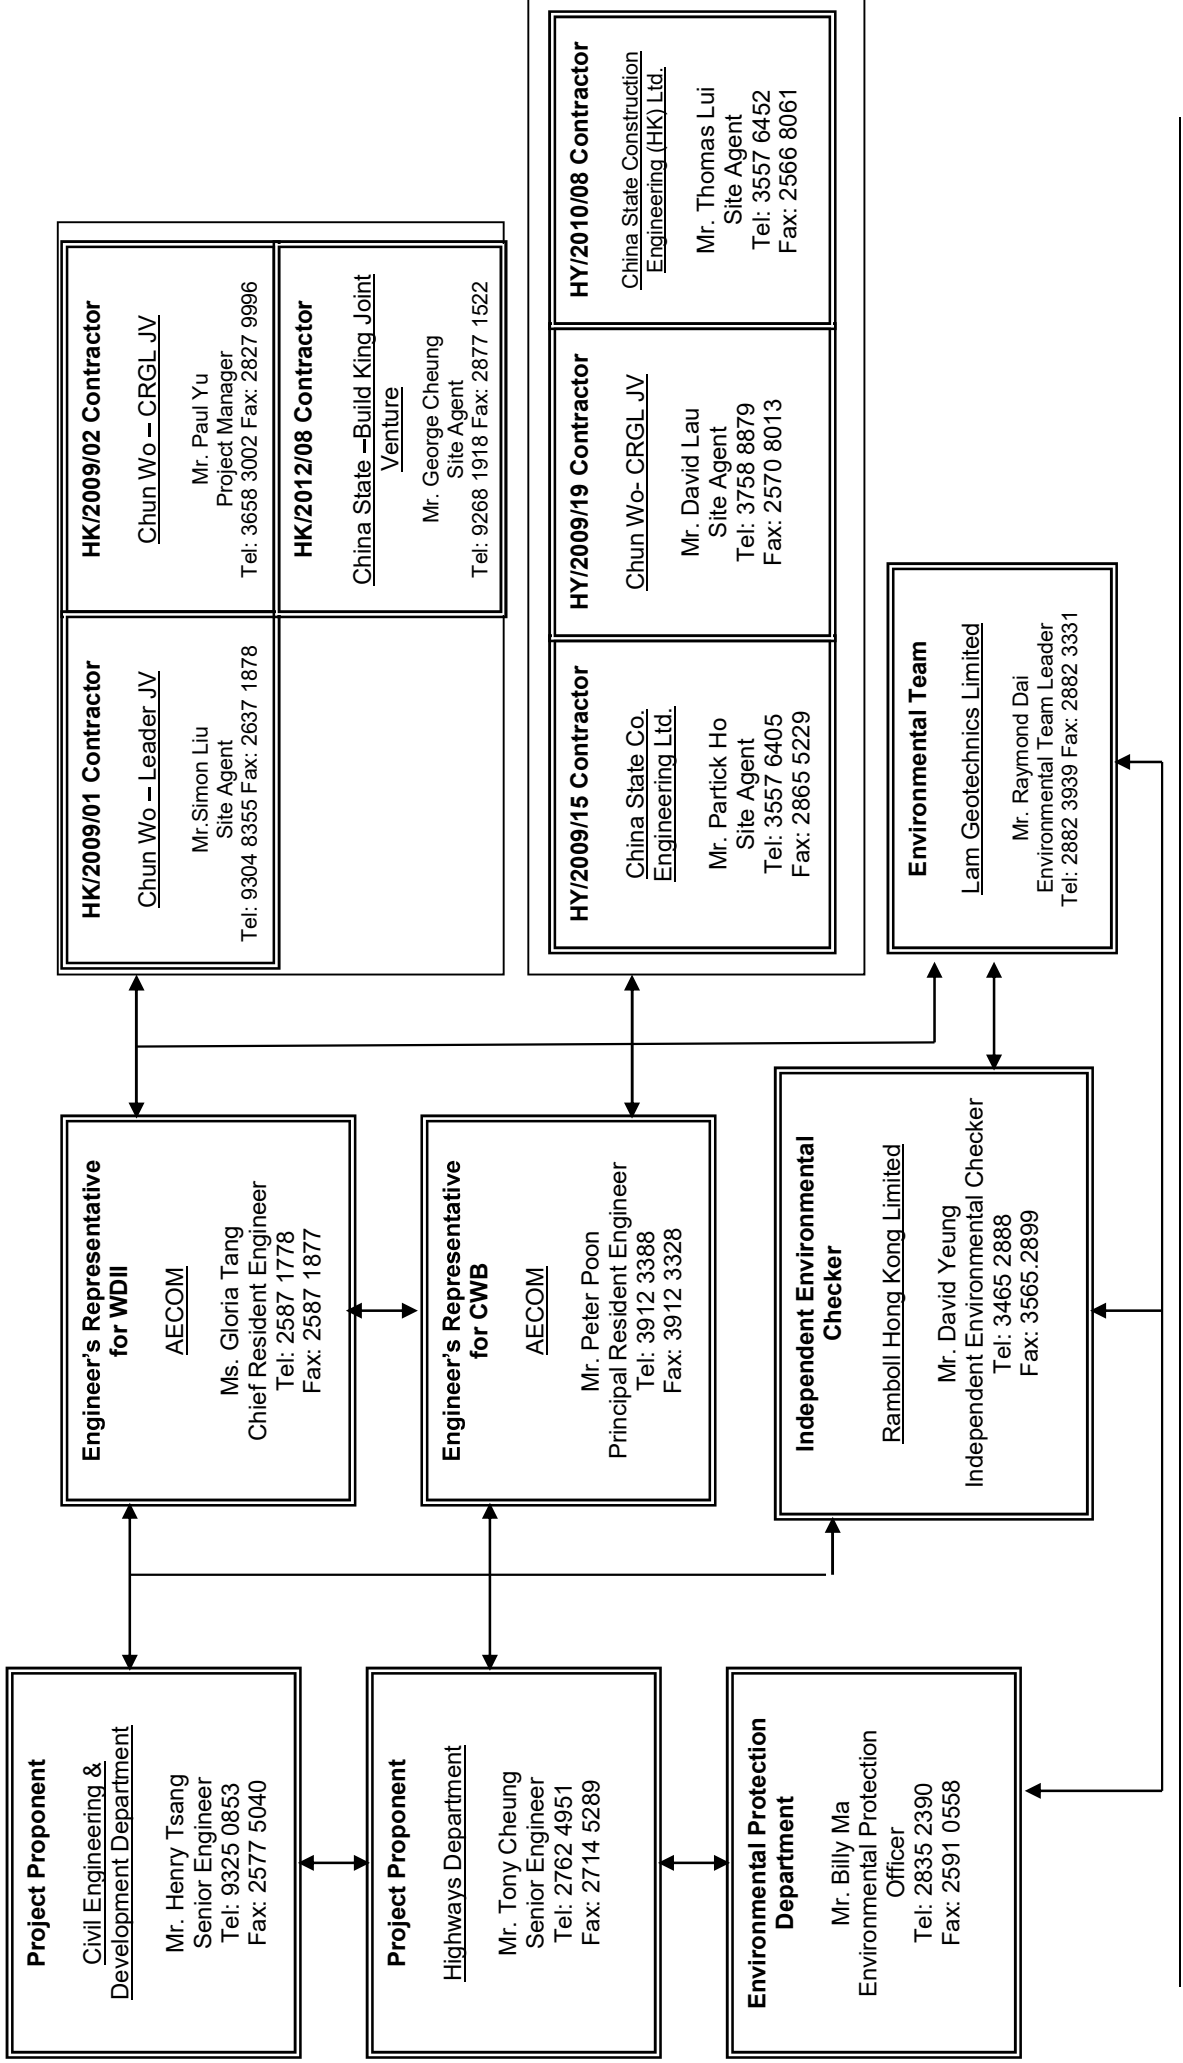 Project Proponent
Civil Engineering &
Development Department
Mr. Henry Tsang
Senior Engineer
Tel: 9325 0853
Fax: 2577 5040
Project Proponent
Highways Department
Mr. Tony Cheung
Senior Engineer
Tel: 2762 4951
Fax: 2714 5289
Environmental Protection
Department
Mr. Billy Ma
Environmental Protection
Officer
Tel: 2835 2390
Fax: 2591 0558
Engineer's Representative
for WDII
AECOM
Ms. Gloria Tang
Chief Resident Engineer
Tel: 2587 1778
Fax: 2587 1877
Engineer's Representative
for CWB
AECOM
Mr. Peter Poon
Principal Resident Engineer
Tel: 3912 3388
Fax: 3912 3328
Independent Environmental
Checker
Ramboll Hong Kong Limited
Mr. David Yeung
Independent Environmental Checker
Tel: 3465 2888
Fax: 3565.2899
HK/2009/01 Contractor
Chun Wo – Leader JV
Mr.Simon Liu
Site Agent
Tel: 9304 8355 Fax: 2637 1878
HK/2009/02 Contractor
Chun Wo – CRGL JV
Mr. Paul Yu
Project Manager
Tel: 3658 3002 Fax: 2827 9996
HK/2012/08 Contractor
China State –Build King Joint
Venture
Mr. George Cheung
Site Agent
Tel: 9268 1918 Fax: 2877 1522
HY/2009/15 Contractor
China State Co.
Engineering Ltd.
Mr. Partick Ho
Site Agent
Tel: 3557 6405
Fax: 2865 5229
HY/2009/19 Contractor
Chun Wo- CRGL JV
Mr. David Lau
Site Agent
Tel: 3758 8879
Fax: 2570 8013
HY/2010/08 Contractor
China State Construction
Engineering (HK) Ltd.
Mr. Thomas Lui
Site Agent
Tel: 3557 6452
Fax: 2566 8061
Environmental Team
Lam Geotechnics Limited
Mr. Raymond Dai
Environmental Team Leader
Tel: 2882 3939 Fax: 2882 3331